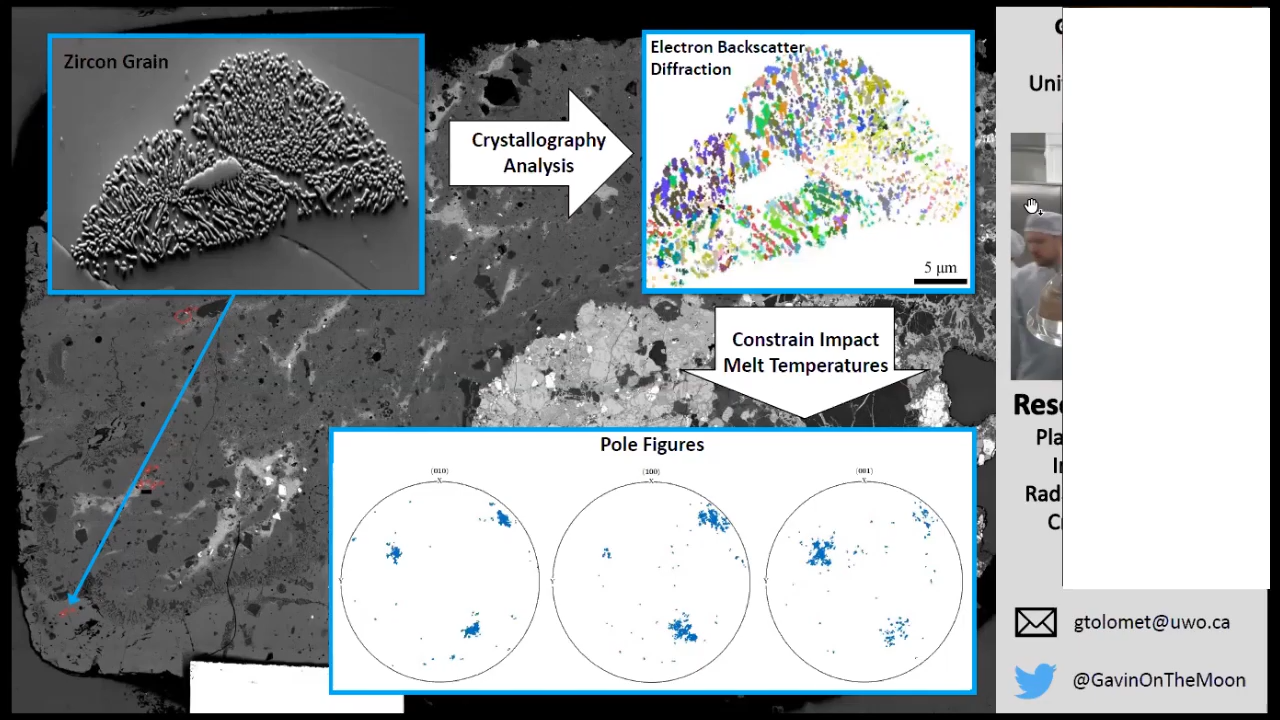 Zircon Grain
Crystallography
Analysis
Electron Backscatter
Diffraction
5 μm
Constrain Impact
Melt Temperatures
Pole Figures
(010)
(100)
(001)
X
X
X
Y
Y
Y
gtolomet@uwo.ca
@GavinOnTheMoon